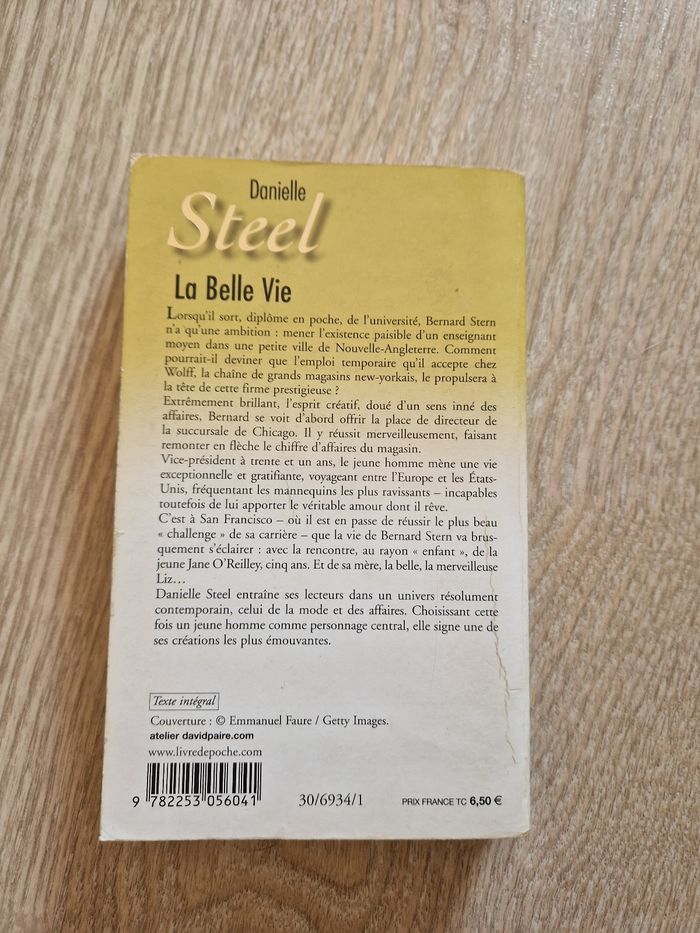 Danielle
Steel
La Belle Vie
Lorsqu'il sort, diplôme en poche, de l'université, Bernard Stern
n'a qu'une ambition : mener l'existence paisible d'un enseignant
moyen dans une petite ville de Nouvelle-Angleterre. Comment
pourrait-il deviner que l'emploi temporaire qu'il accepte chez
Wolff, la chaîne de grands magasins new-yorkais, le propulsera à
la tête de cette firme prestigieuse ?
Extrêmement brillant, l'esprit créatif, doué d'un sens inné des
affaires, Bernard se voit d'abord offrir la place de directeur de
la succursale de Chicago. Il y réussit merveilleusement, faisant
remonter en flèche le chiffre d'affaires du magasin.
Vice-président à trente et un ans, le jeune homme mène une vie
exceptionnelle et gratifiante, voyageant entre l'Europe et les États-
Unis, fréquentant les mannequins les plus ravissants – incapables
toutefois de lui apporter le véritable amour dont il rêve.
C'est à San Francisco – où il est en passe de réussir le plus beau
« challenge » de sa carrière – que la vie de Bernard Stern va brus-
quement s'éclairer : avec la rencontre, au rayon « enfant », de la
jeune Jane O'Reilley, cinq ans. Et de sa mère, la belle, la merveilleuse
Liz…
Danielle Steel entraîne ses lecteurs dans un univers résolument
contemporain, celui de la mode et des affaires. Choisissant cette
fois un jeune homme comme personnage central, elle signe une de
ses créations les plus émouvantes.
Texte intégral
Couverture : © Emmanuel Faure / Getty Images.
atelier davidpaire.com
www.livredepoche.com
9 782253 056041
30/6934/1
PRIX FRANCE TC 6,50 €